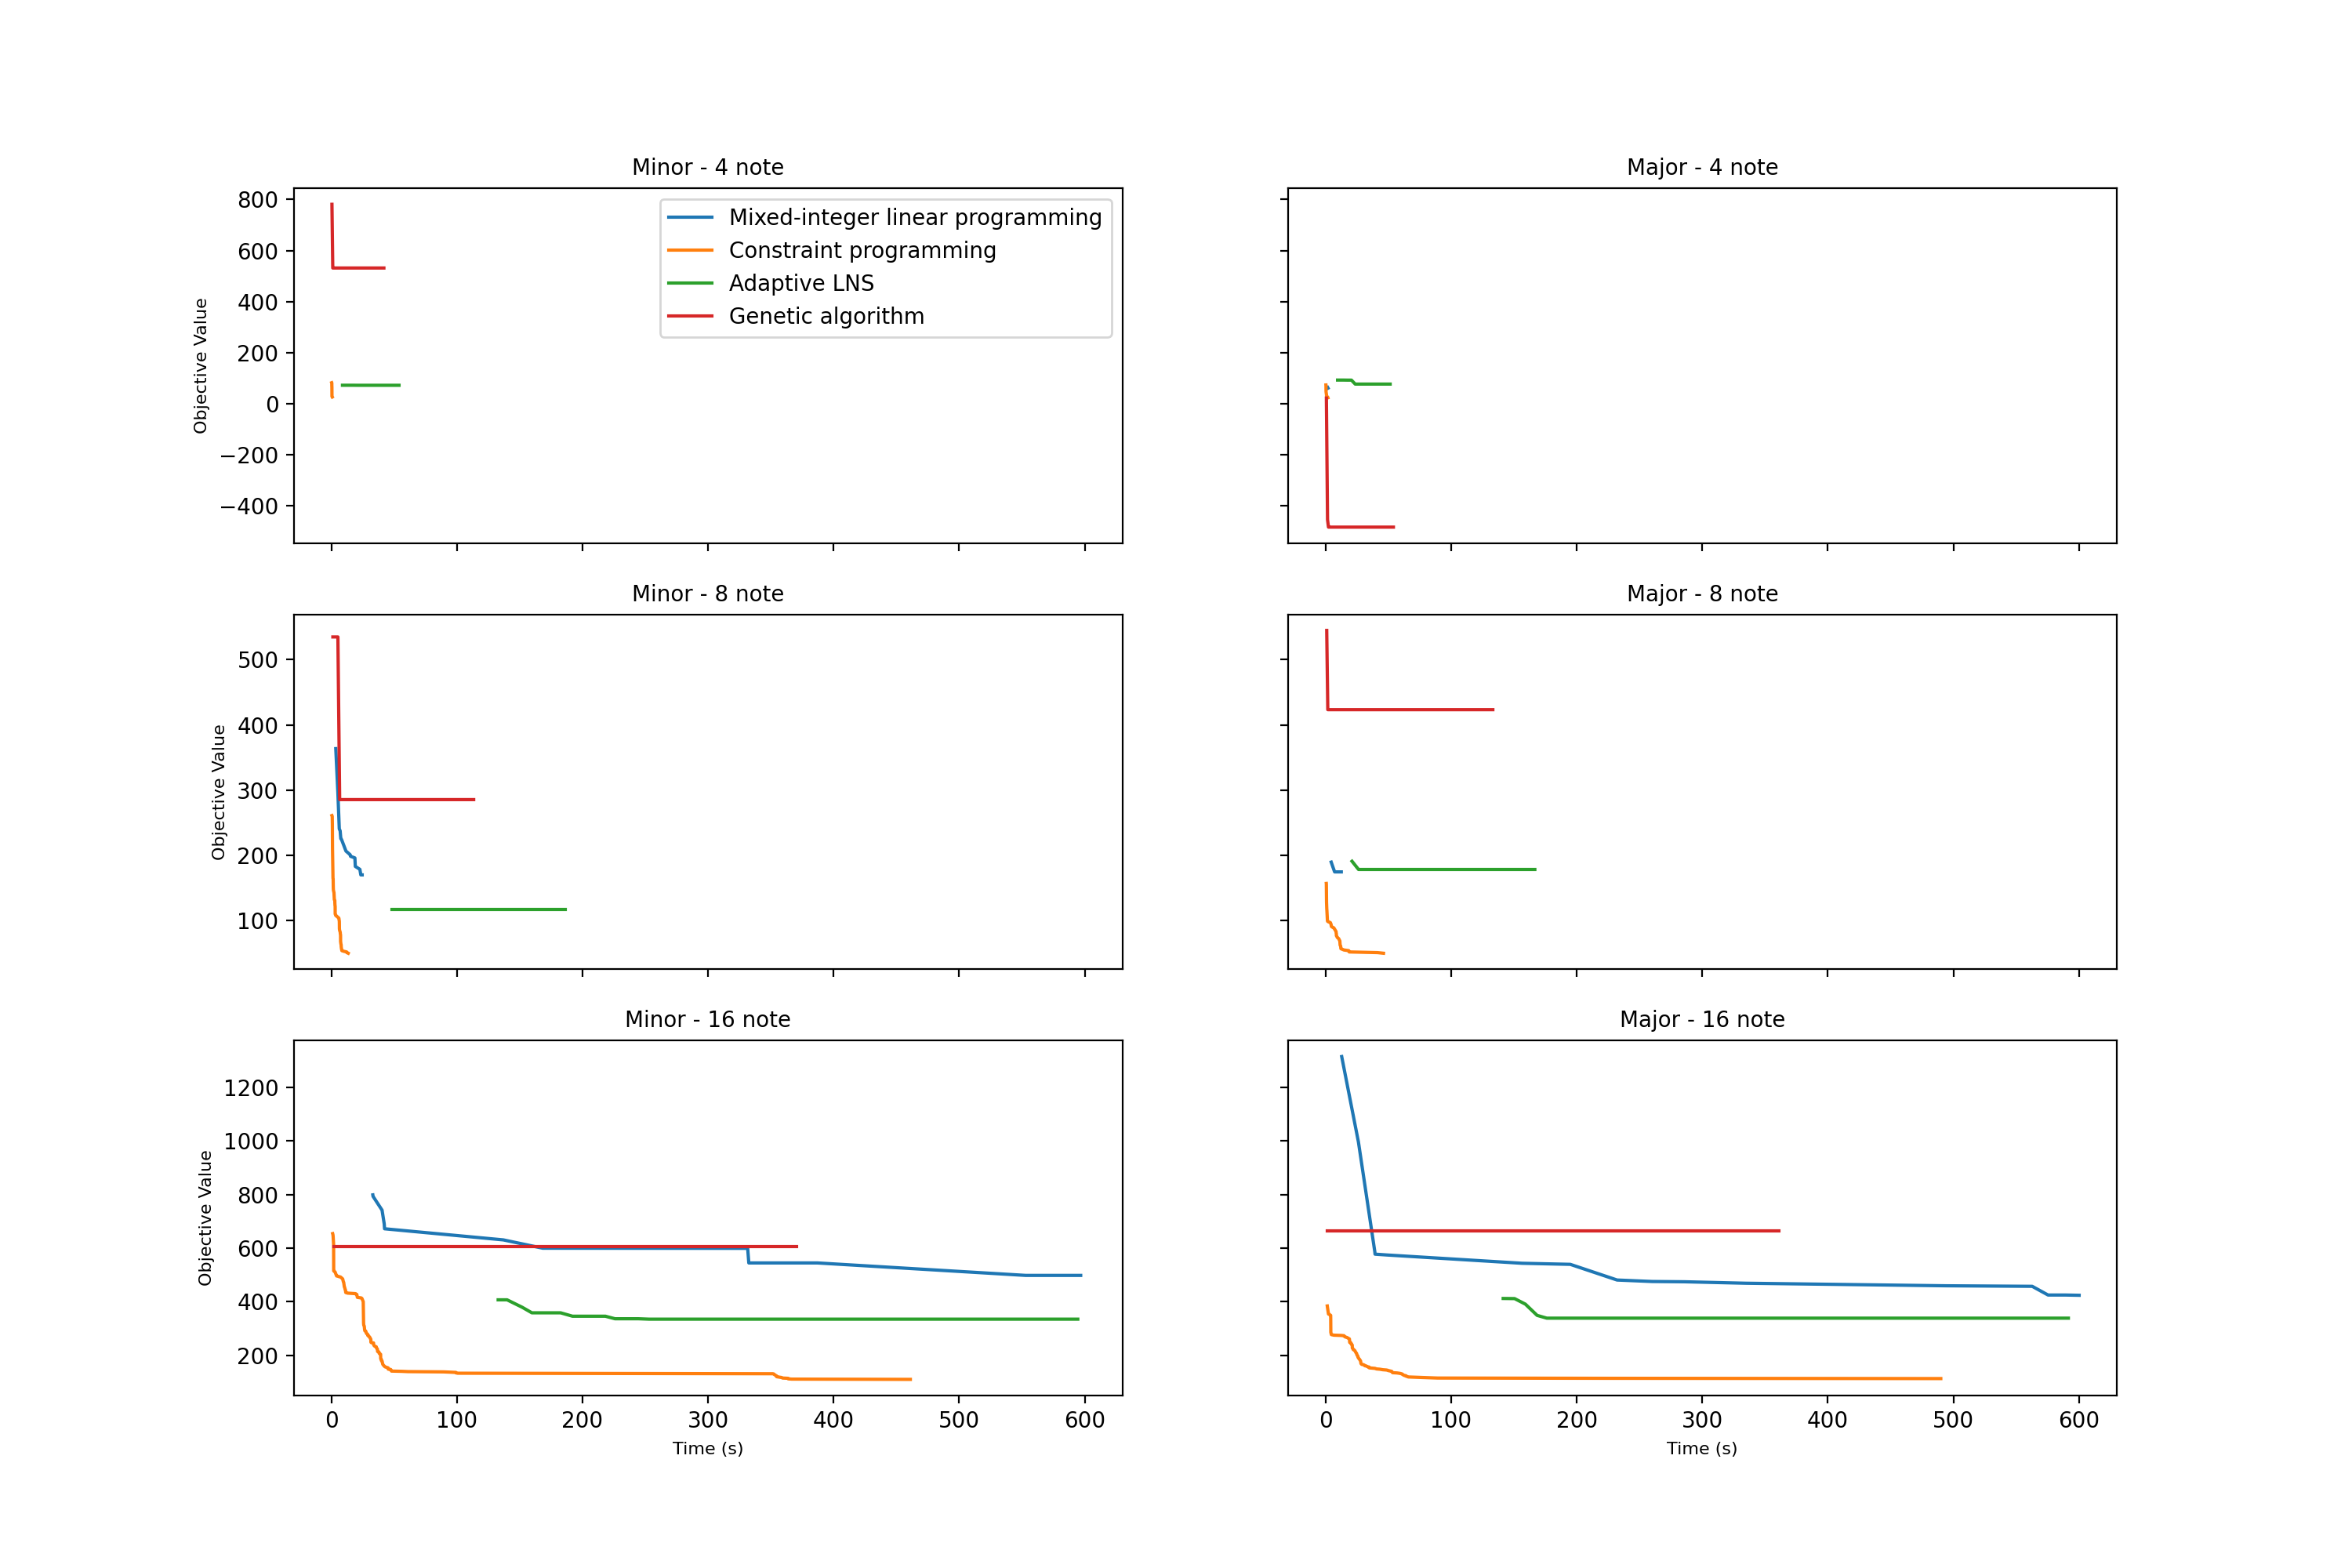 Minor - 4 note
Major - 4 note
800
600
400
200
0
−200
−400
Objective Value
Mixed-integer linear programming
Constraint programming
Adaptive LNS
Genetic algorithm
Minor - 8 note
Major - 8 note
500
400
300
200
100
Objective Value
Minor - 16 note
Major - 16 note
1200
1000
800
600
400
200
Objective Value
0 100 200 300 400 500 600
Time (s)
0 100 200 300 400 500 600
Time (s)